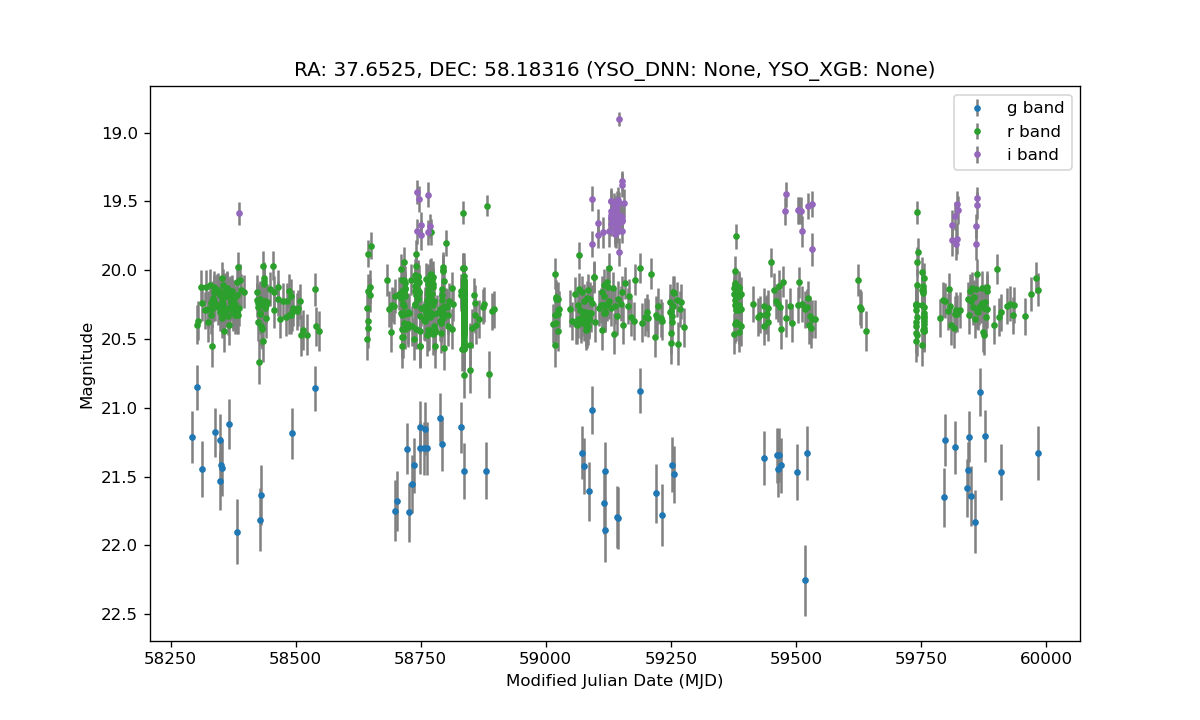 RA: 37.6525, DEC: 58.18316 (YSO_DNN: None, YSO_XGB: None)
g band
r band
i band
Magnitude
19.0
19.5
20.0
20.5
21.0
21.5
22.0
22.5
58250 58500 58750 59000 59250 59500 59750 60000
Modified Julian Date (MJD)